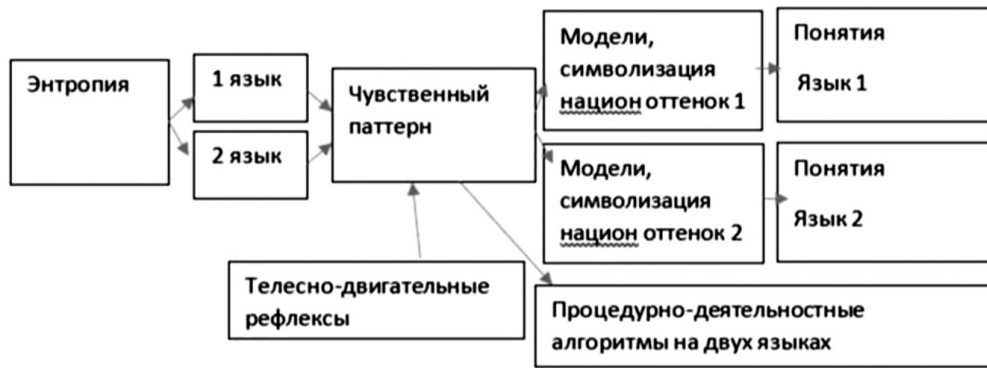 Энтропия
1 язык
2 язык
Чувственный
паттерн
Модели,
символизация
национ оттенок 1
Понятия
Язык 1
Модели,
символизация
национ оттенок 2
Понятия
Язык 2
Телесно-двигательные
рефлексы
Процедурно-деятельностные
алгоритмы на двух языках